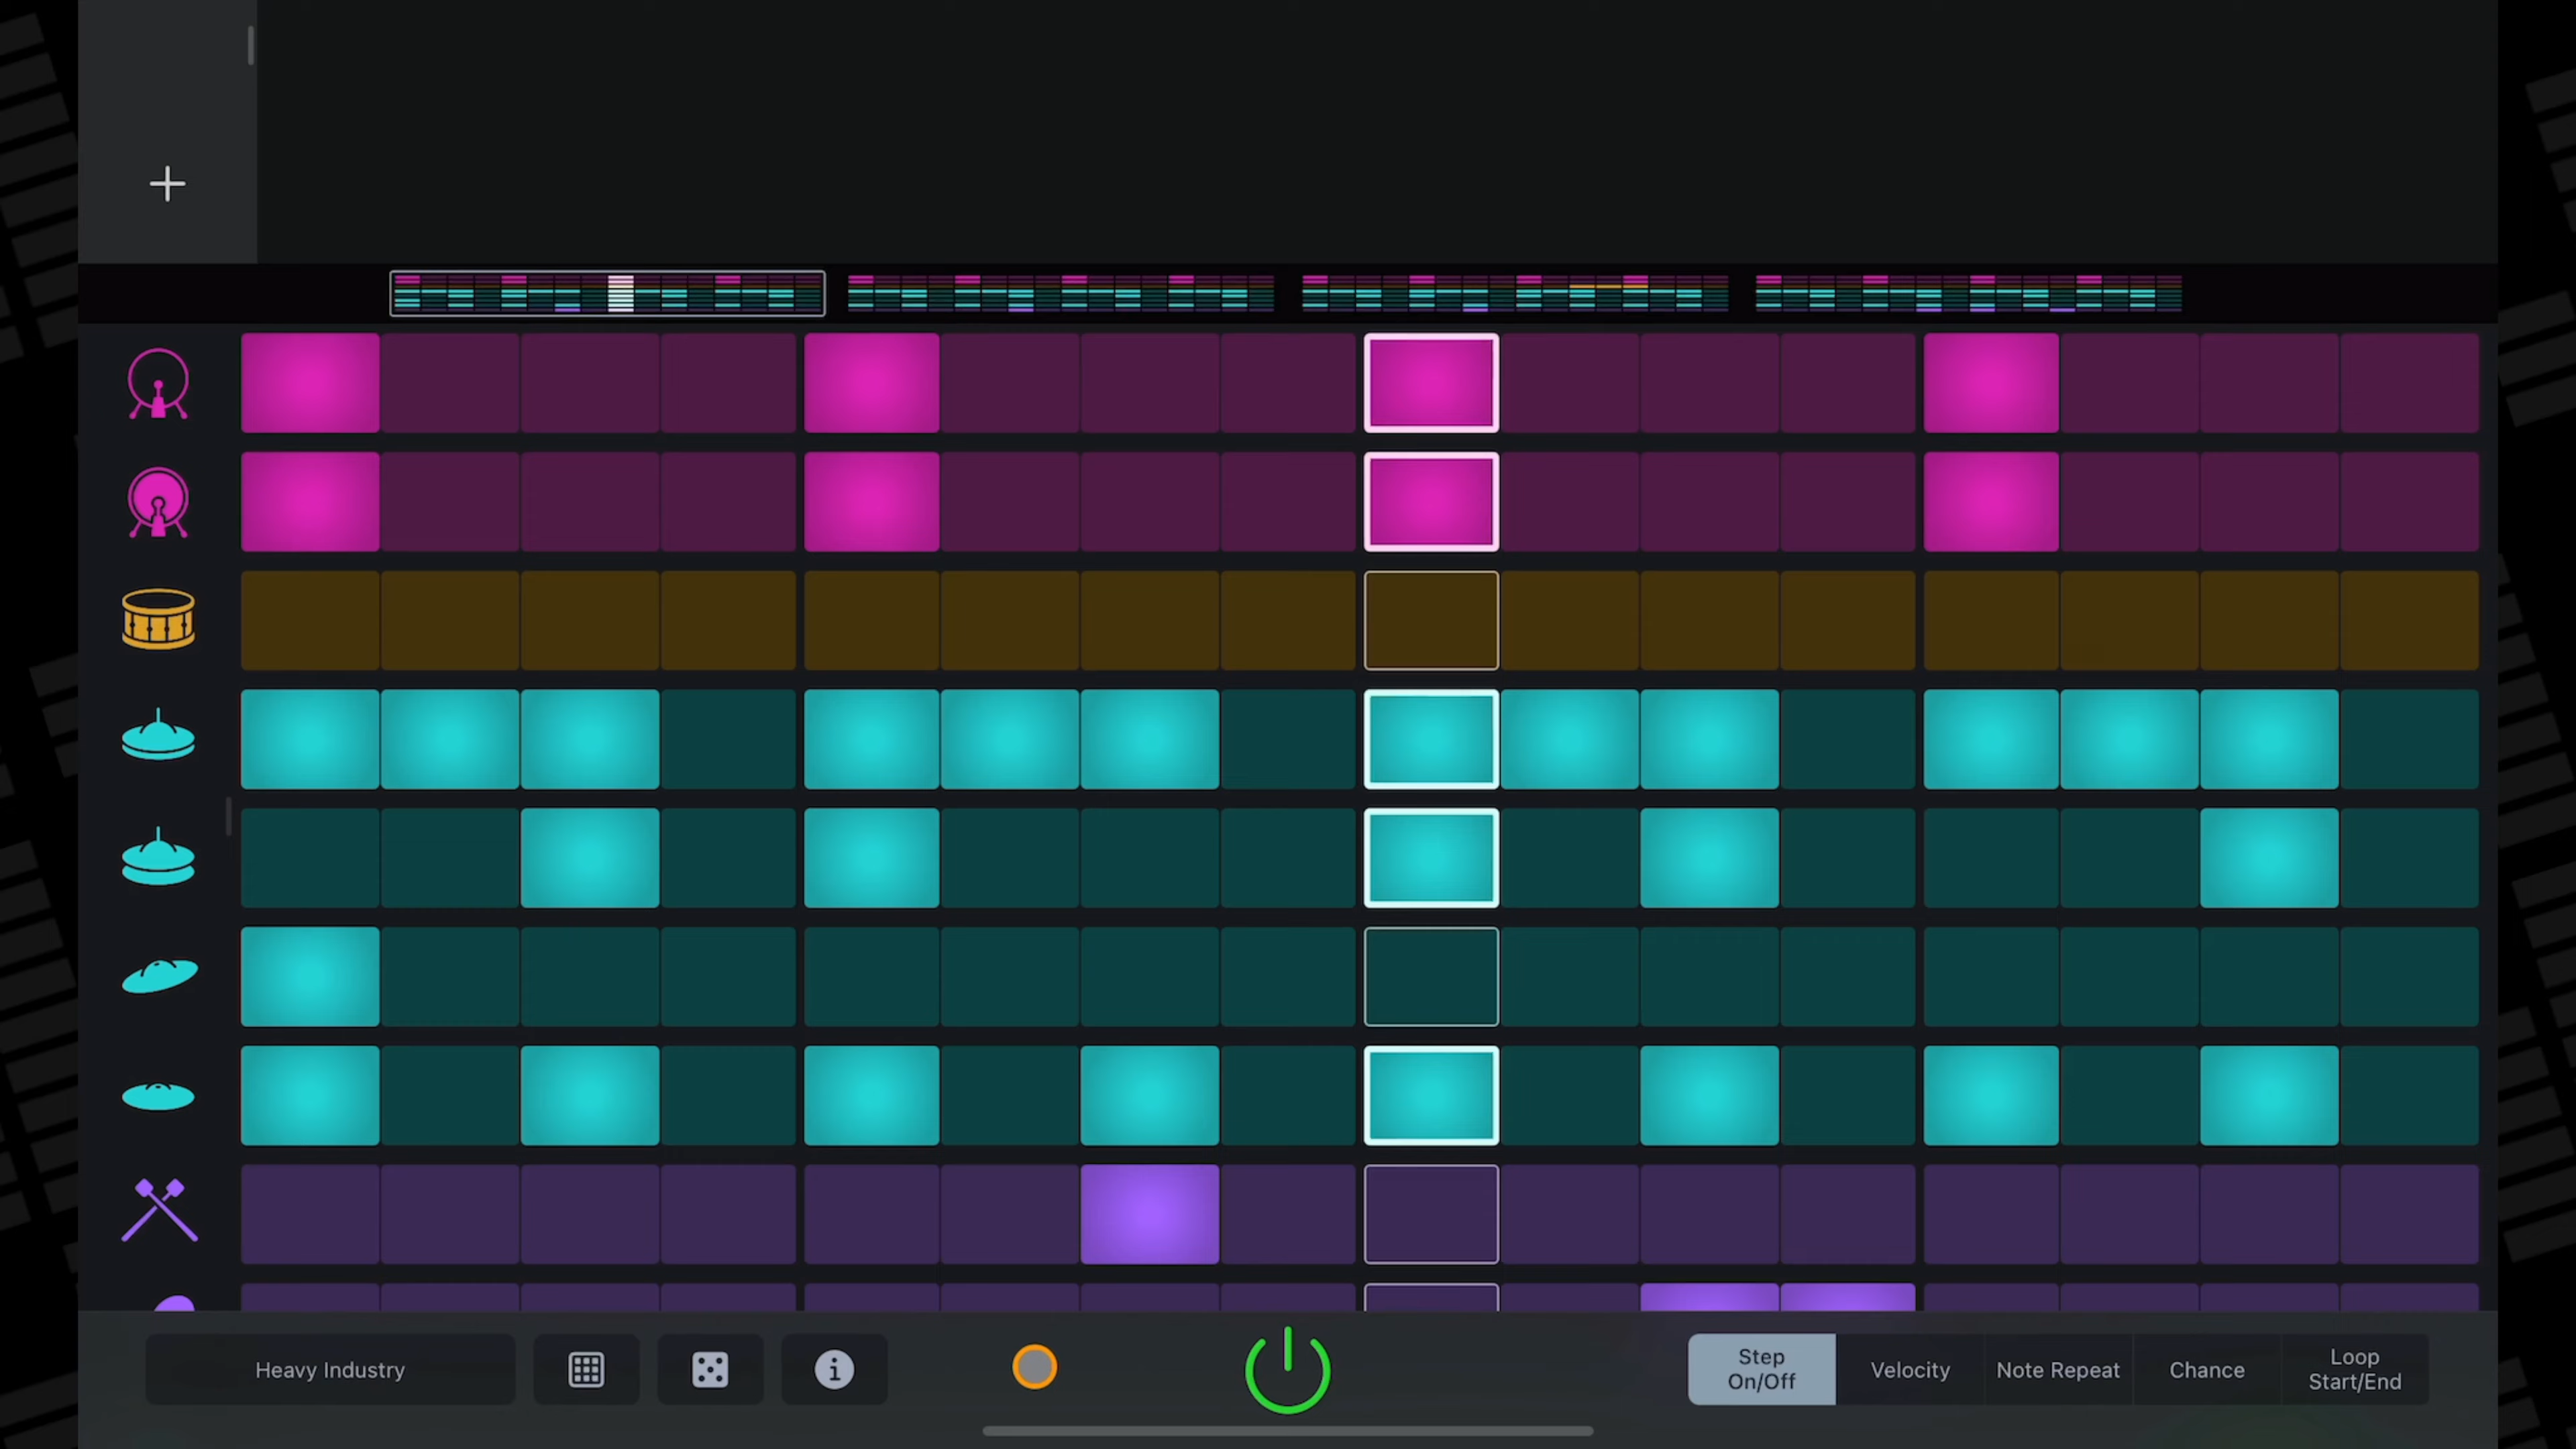 Heavy Industry
Step
On/Off
Velocity
Note Repeat
Chance
Loop
Start/End